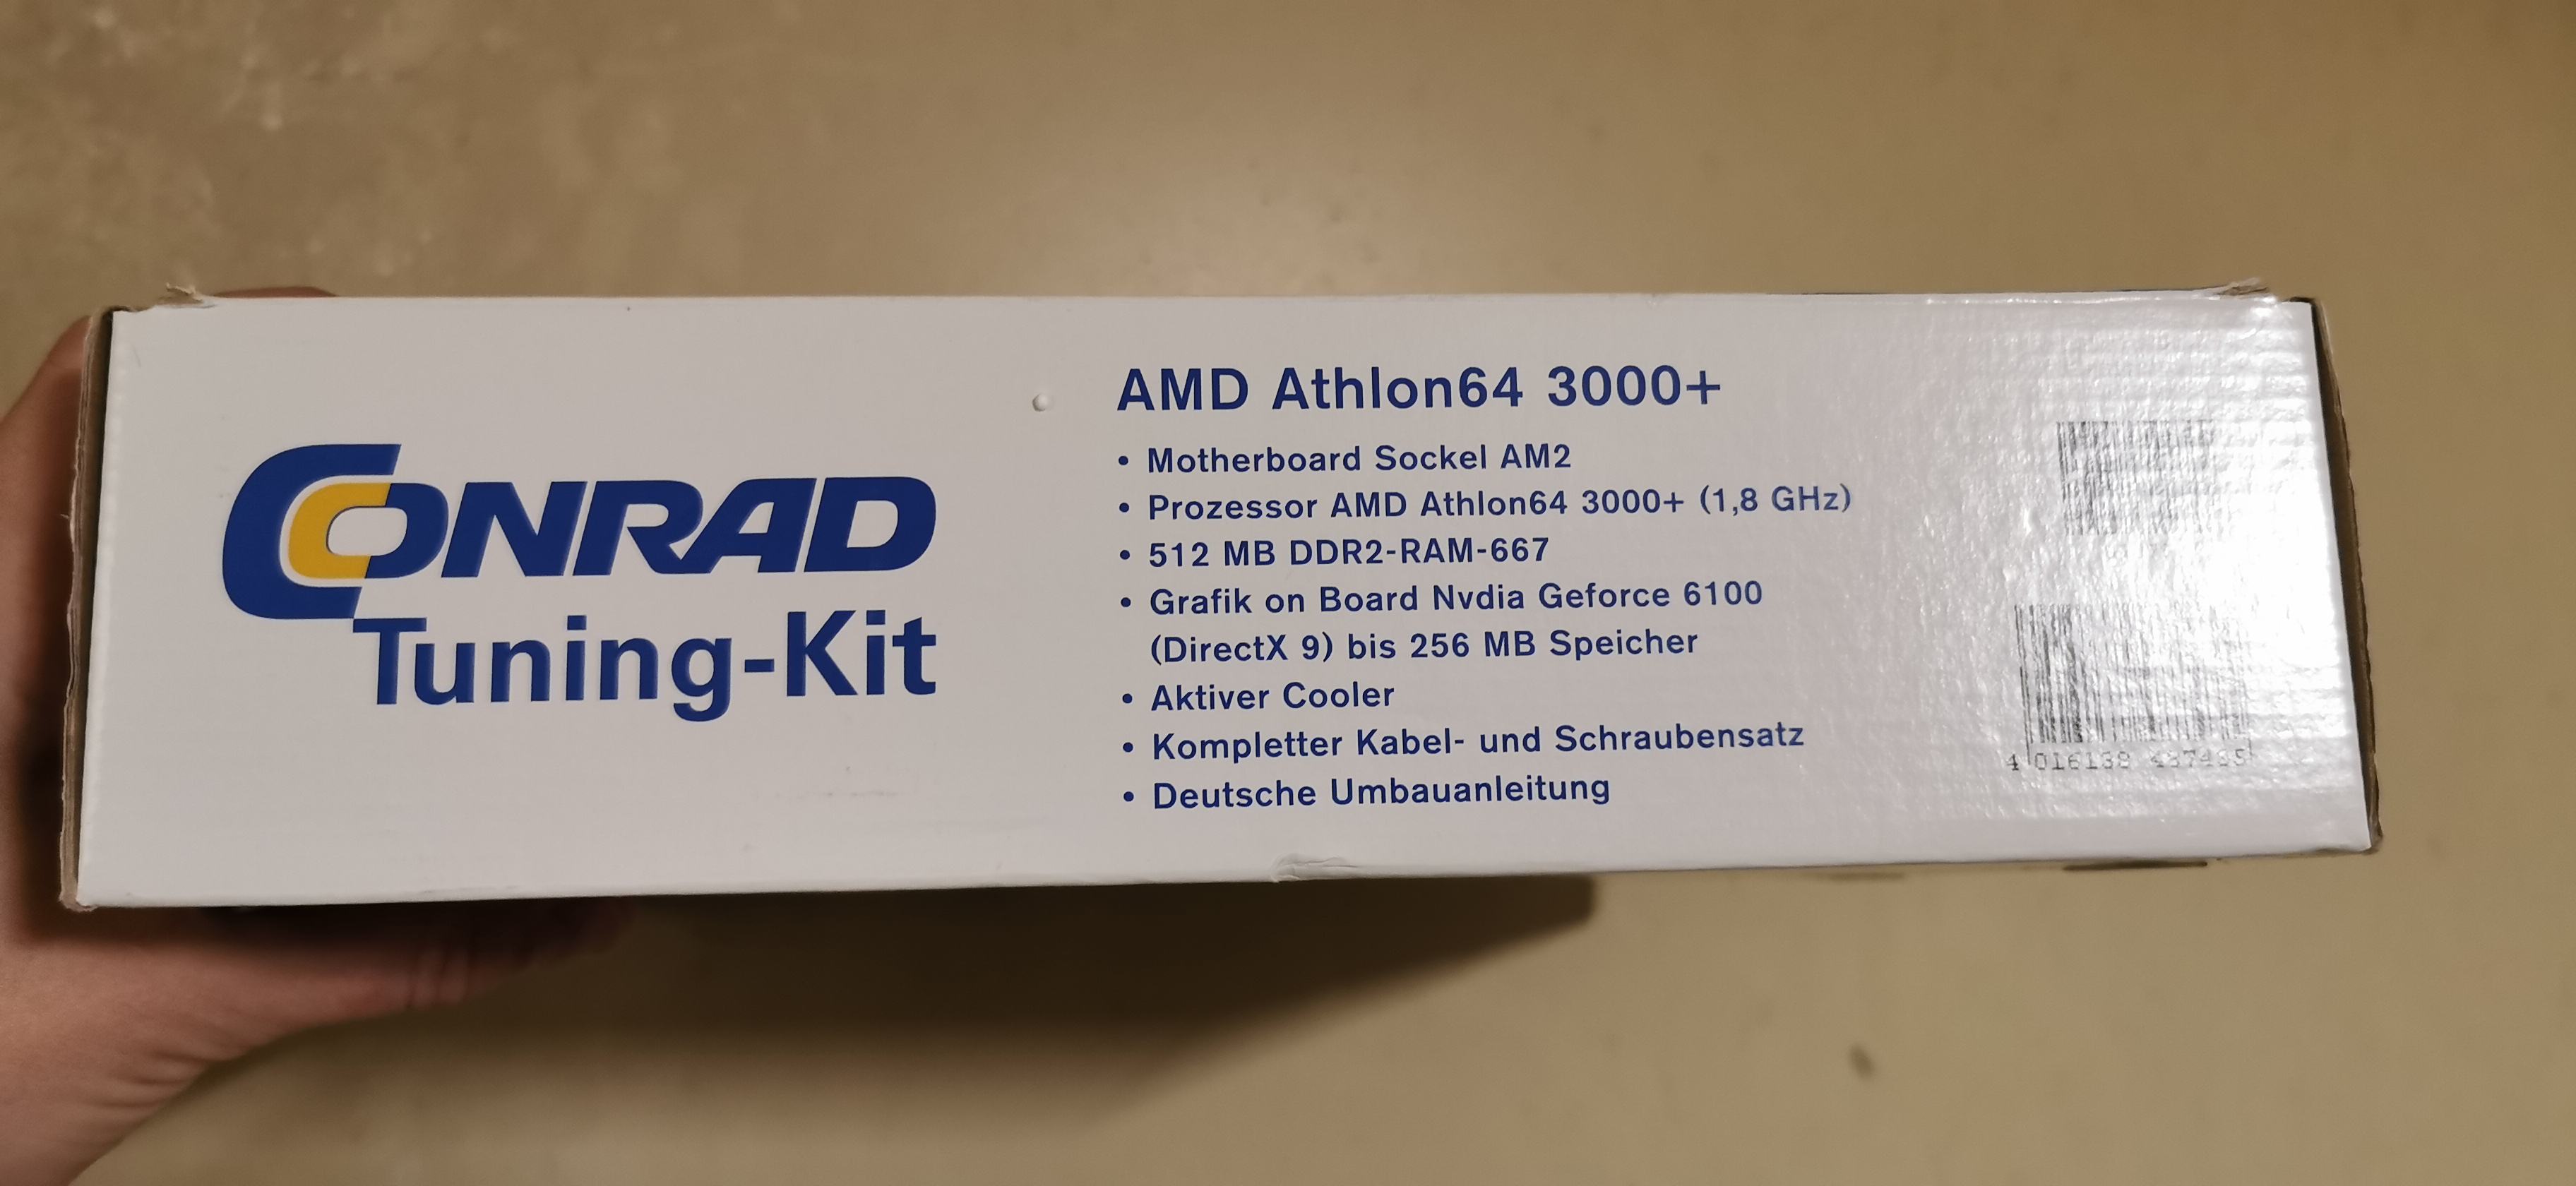 CONRAD
Tuning-Kit
AMD Athlon64 3000+
• Motherboard Sockel AM2
• Prozessor AMD Athlon64 3000+ (1,8 GHz)
• 512 MB DDR2-RAM-667
• Grafik on Board Nvdia Geforce 6100
(DirectX 9) bis 256 MB Speicher
• Aktiver Cooler
• Kompletter Kabel- und Schraubensatz
• Deutsche Umbauanleitung
4 016138